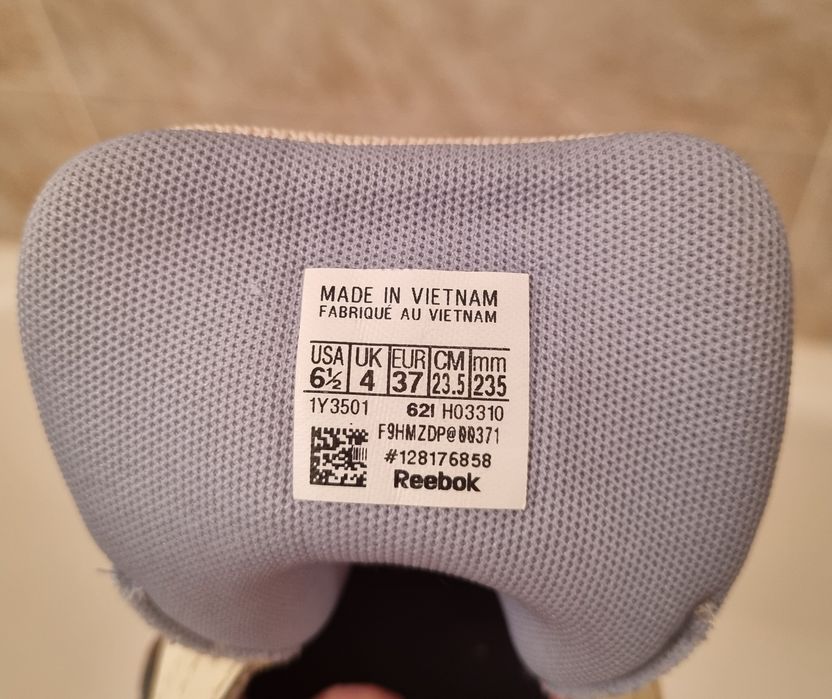 MADE IN VIETNAM
FABRIQUÉ AU VIETNAM
USA UK EUR CM mm
6½ 4 37 23.5 235
1Y3501 621 H03310
F9HMZDP@00371
#128176858
Reebok